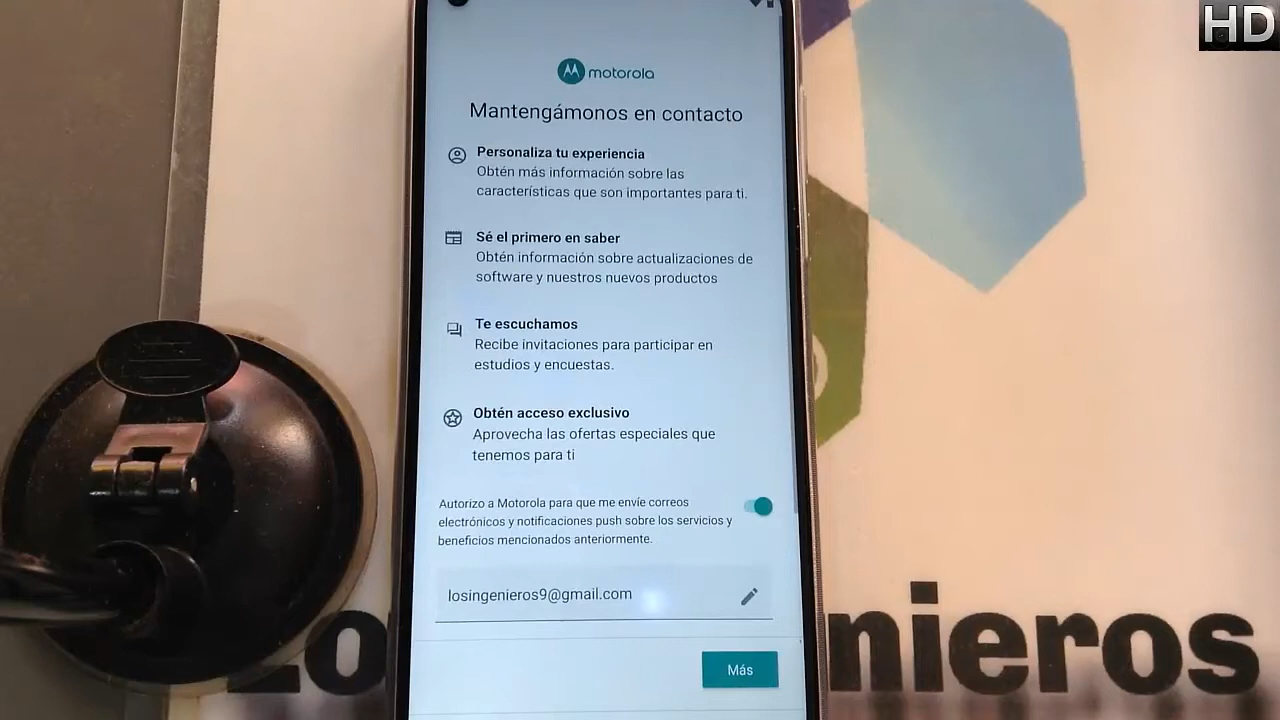 HD
motorola
Mantengámonos en contacto
Personaliza tu experiencia
Obtén más información sobre las
características que son importantes para ti.
Sé el primero en saber
Obtén información sobre actualizaciones de
software y nuestros nuevos productos
Te escuchamos
Recibe invitaciones para participar en
estudios y encuestas.
Obtén acceso exclusivo
Aprovecha las ofertas especiales que
tenemos para ti
Autorizo a Motorola para que me envíe correos
electrónicos y notificaciones push sobre los servicios y
beneficios mencionados anteriormente.
losingenieros9@gmail.com
Más
Lo nieros